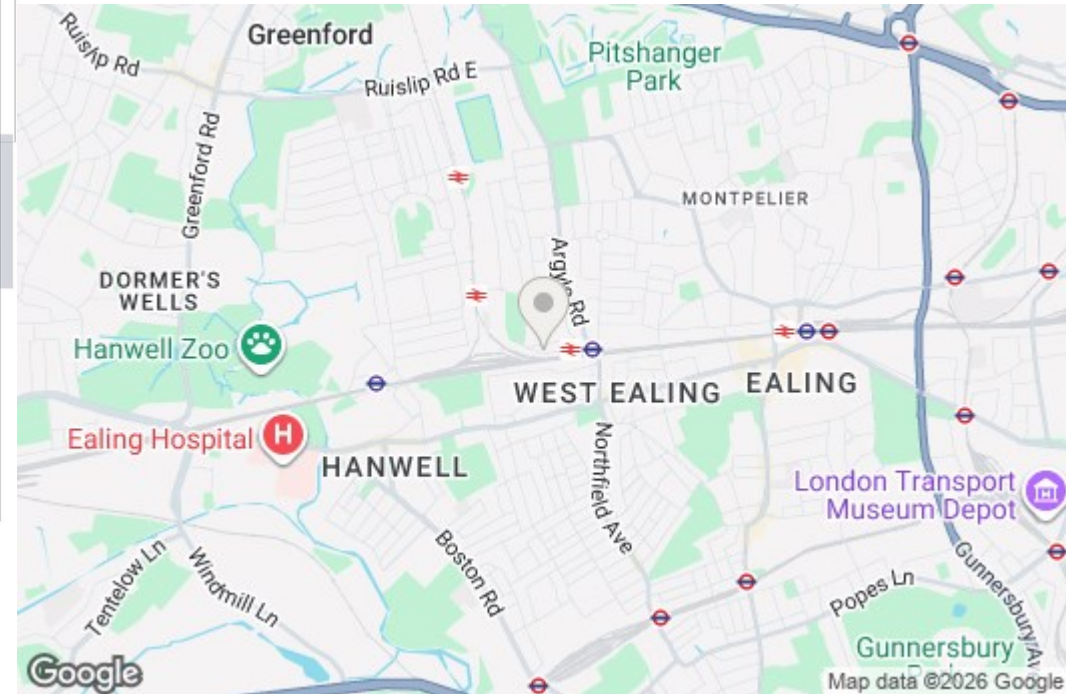 Greenford
Ruislip Rd
Ruislip Rd E
Pitshanger
Park
Greenford Rd
MONTPELIER
Argyle Rd
DORMER'S
WELLS
Hanwell Zoo
WEST EALING
EALING
Ealing Hospital
H
HANWELL
Northfield Ave
London Transport
Museum Depot
Boston Rd
Tentelow Ln
Windmill Ln
Popes Ln
Gunnersbury
Gunnersbury Av
Google
Map data ©2026 Google